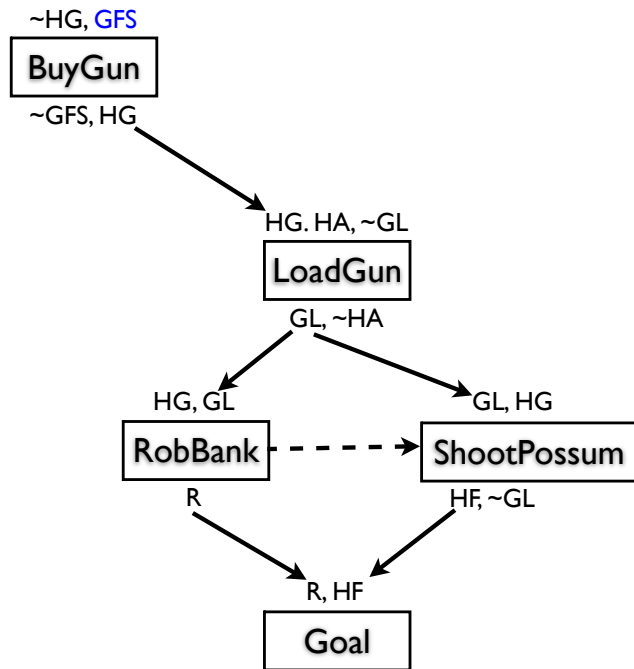 ~HG, GFS
BuyGun
~GFS, HG
HG. HA, ~GL
LoadGun
GL, ~HA
HG, GL
GL, HG
RobBank
ShootPossum
R
HF, ~GL
R, HF
Goal